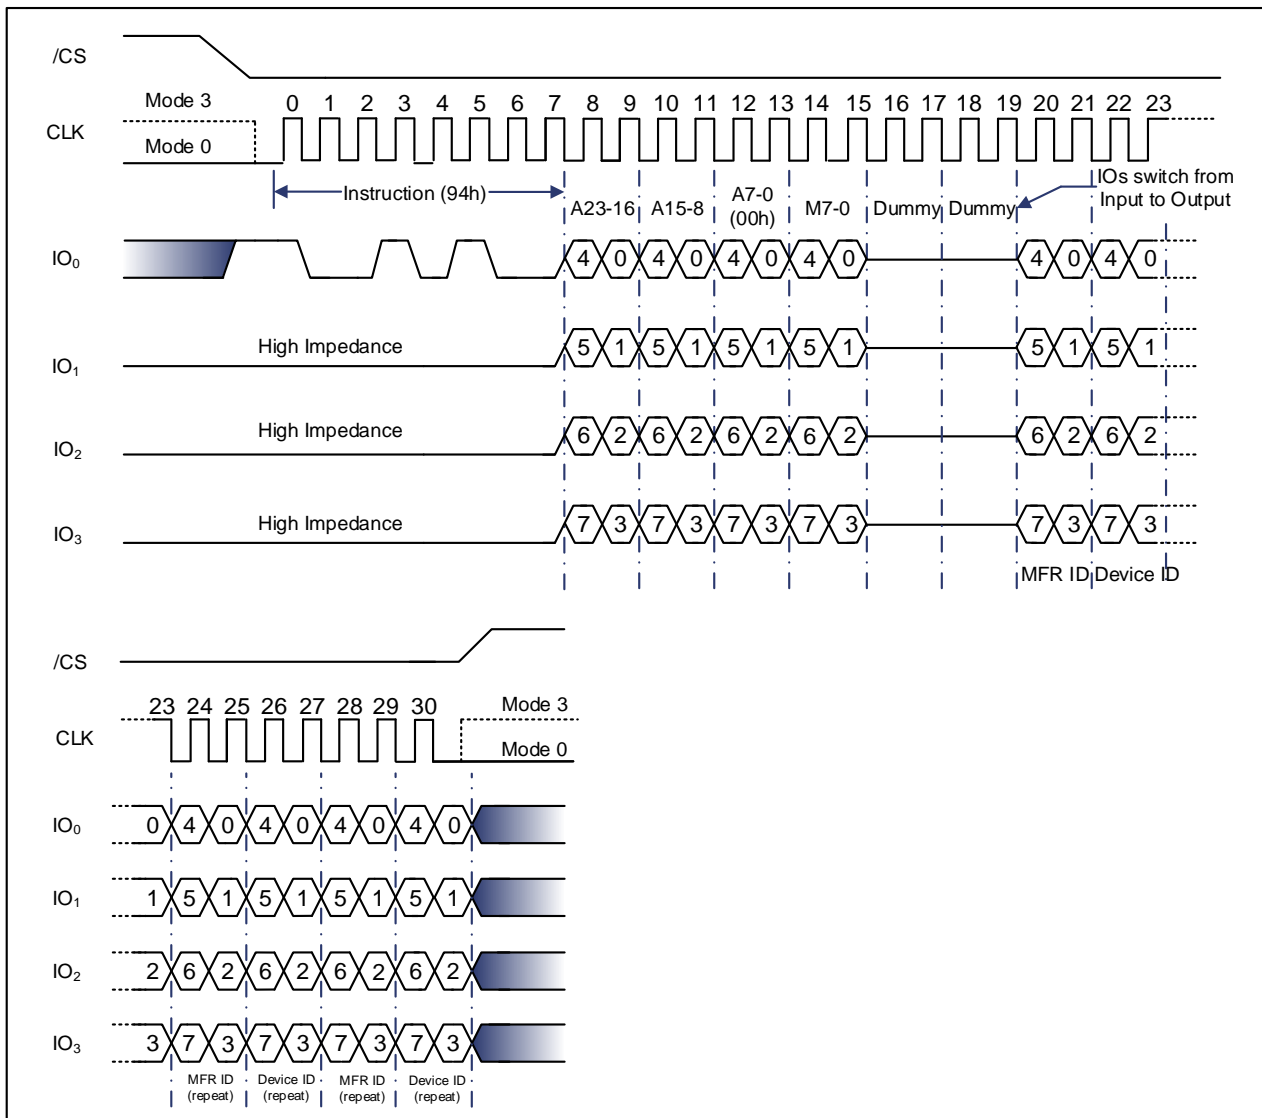 /CS
Mode 3
0 1 2 3 4 5 6 7 8 9 10 11 12 13 14 15 16 17 18 19 20 21 22 23
CLK
Mode 0
Instruction (94h)
A23-16
A15-8
A7-0
(00h)
M7-0
Dummy
Dummy
IOs switch from
Input to Output
IO0
4 0 4 0 4 0 4 0 4 0 4 0
High Impedance
IO1
5 1 5 1 5 1 5 1 5 1 5 1
High Impedance
IO2
6 2 6 2 6 2 6 2 6 2 6 2
High Impedance
IO3
7 3 7 3 7 3 7 3 7 3 7 3
MFR ID
Device ID
/CS
23 24 25 26 27 28 29 30
Mode 3
CLK
Mode 0
IO0
0 4 0 4 0 4 0 4 0
IO1
1 5 1 5 1 5 1 5 1
IO2
2 6 2 6 2 6 2 6 2
IO3
3 7 3 7 3 7 3 7 3
MFR ID
(repeat)
Device ID
(repeat)
MFR ID
(repeat)
Device ID
(repeat)